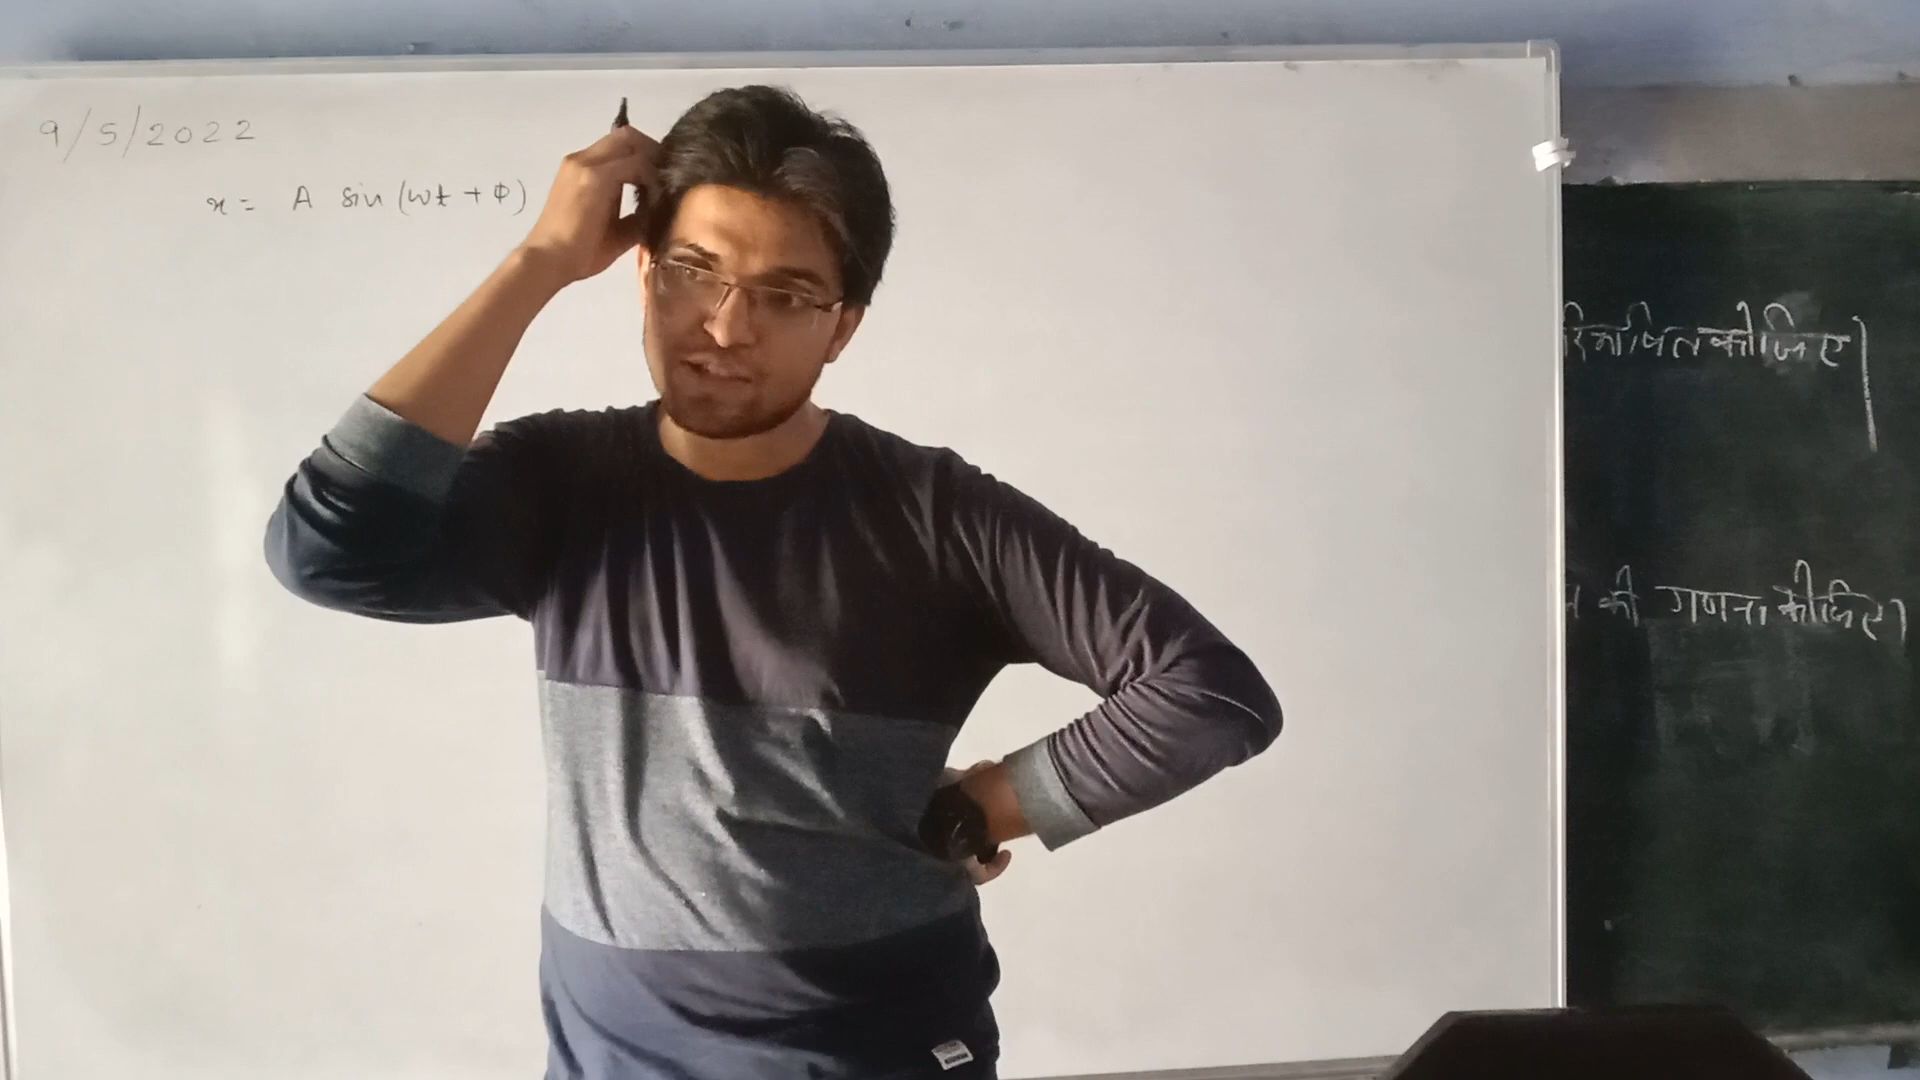 9/5/2022
x = A sin (ωt + φ)
रिभाषित कीजिए।
की गणना कीजिए।